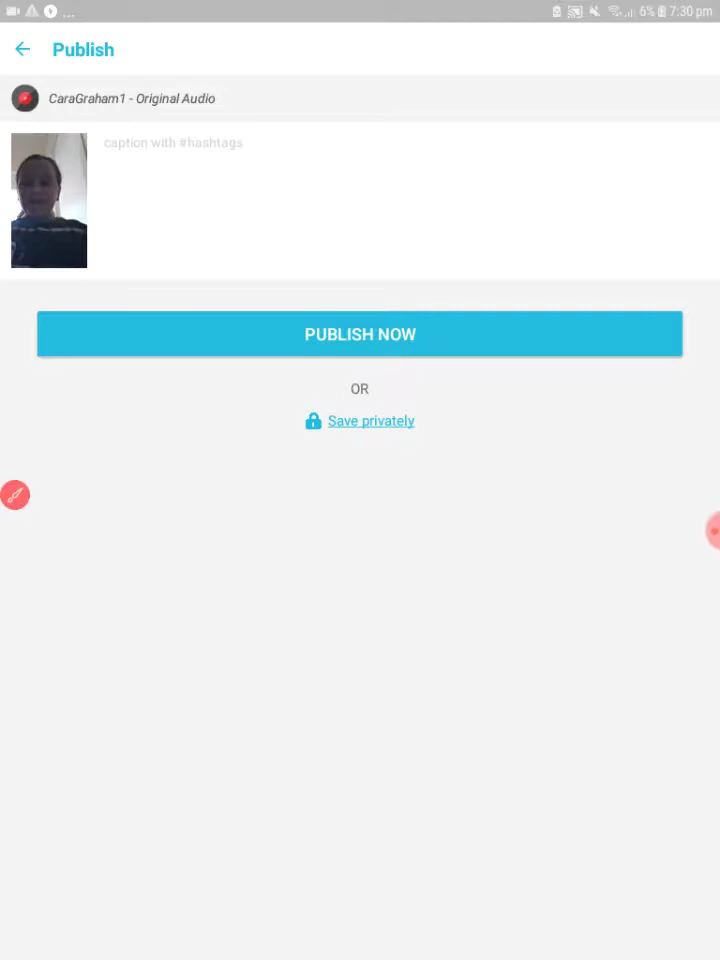 ... 6% 7:30 pm
Publish
CaraGraham1 - Original Audio
caption with #hashtags
PUBLISH NOW
OR
Save privately